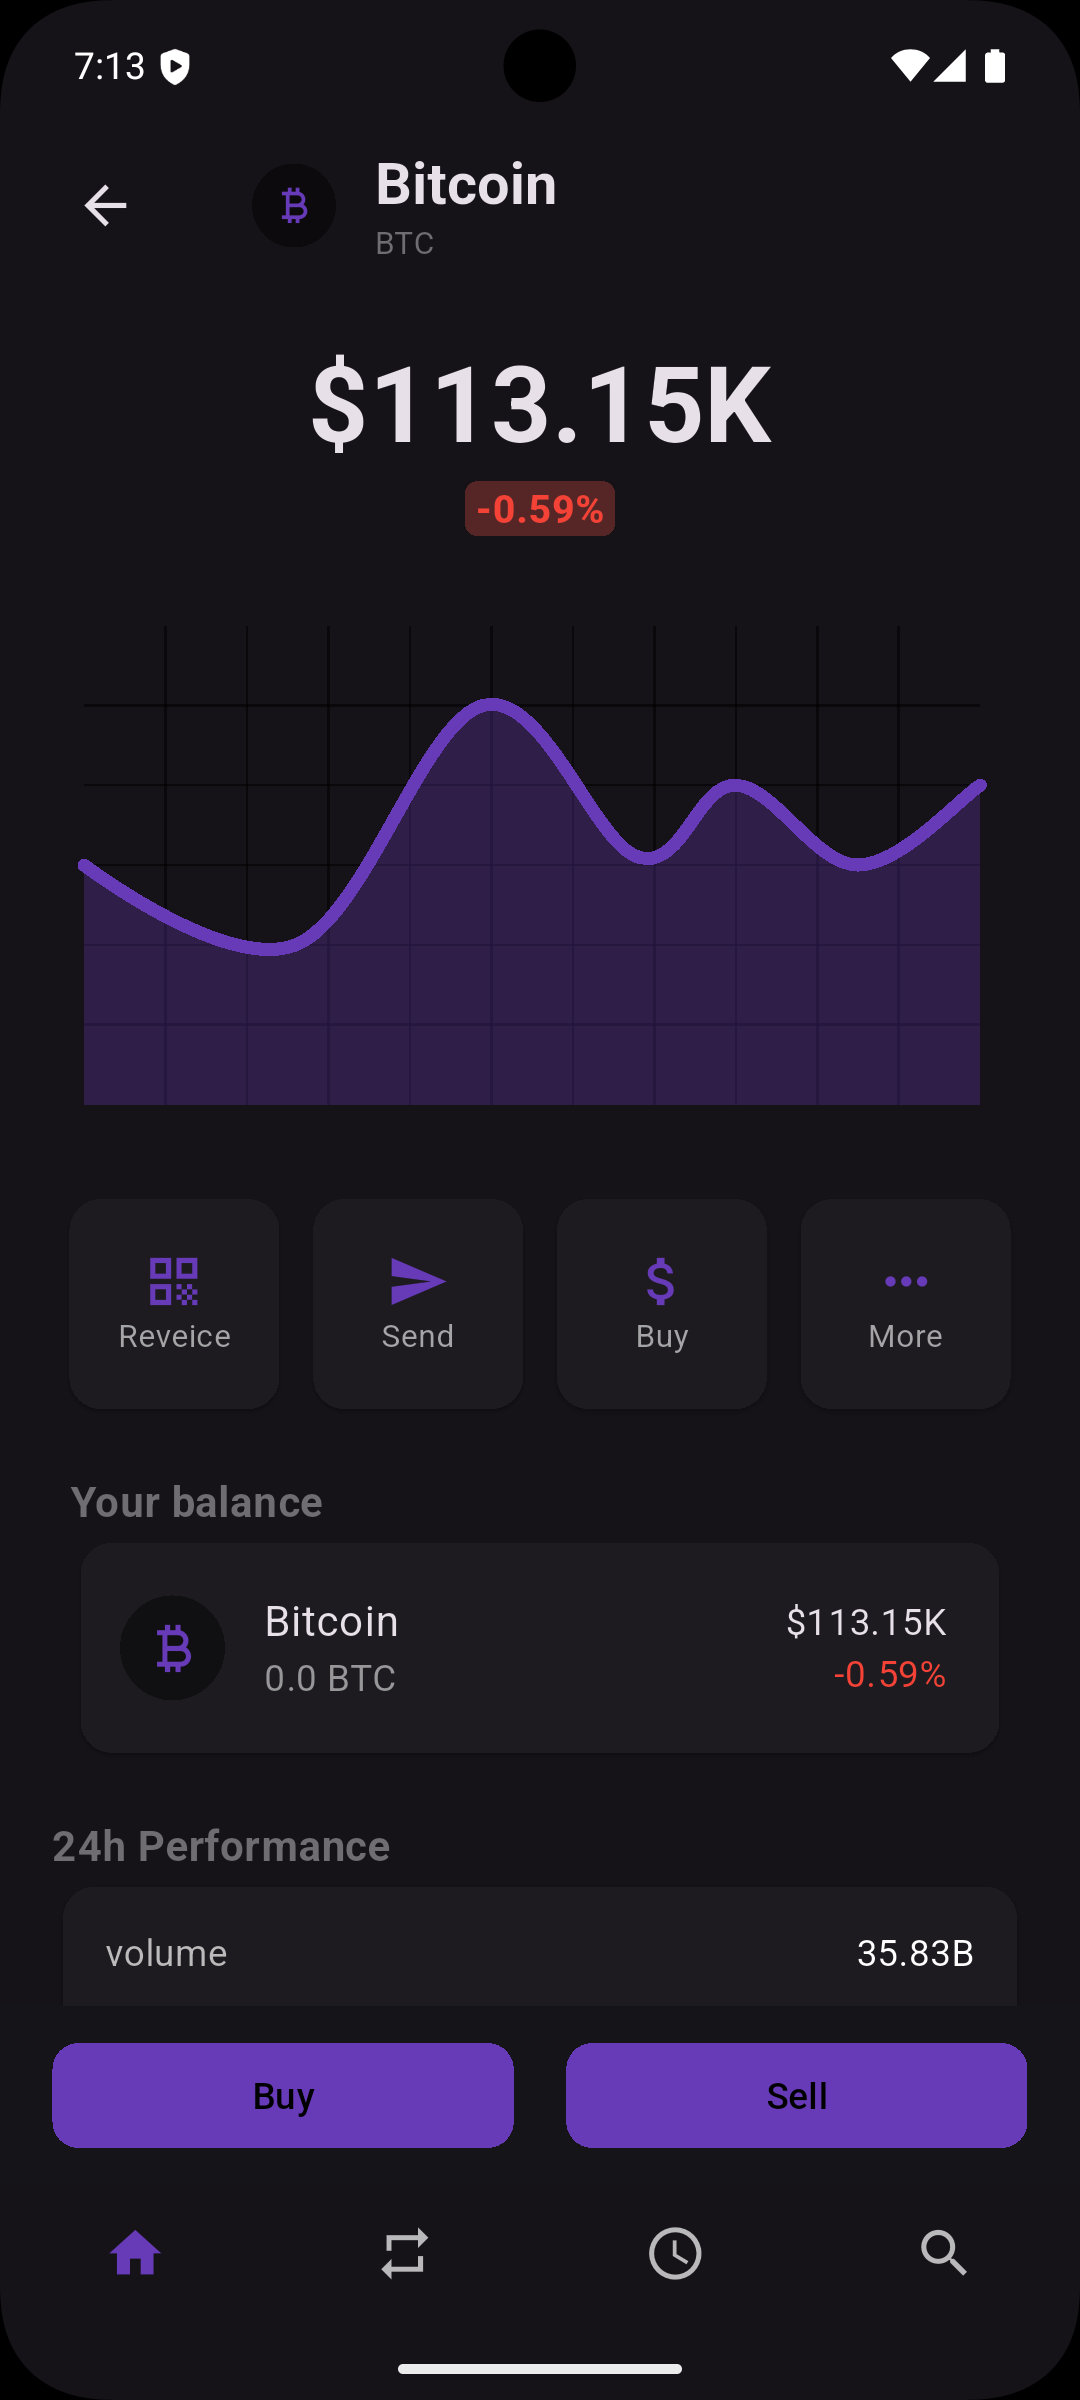 7:13
Bitcoin
BTC
$113.15K
-0.59%
Reveice
Send
Buy
More
Your balance
Bitcoin
$113.15K
0.0 BTC
-0.59%
24h Performance
volume
35.83B
Buy
Sell